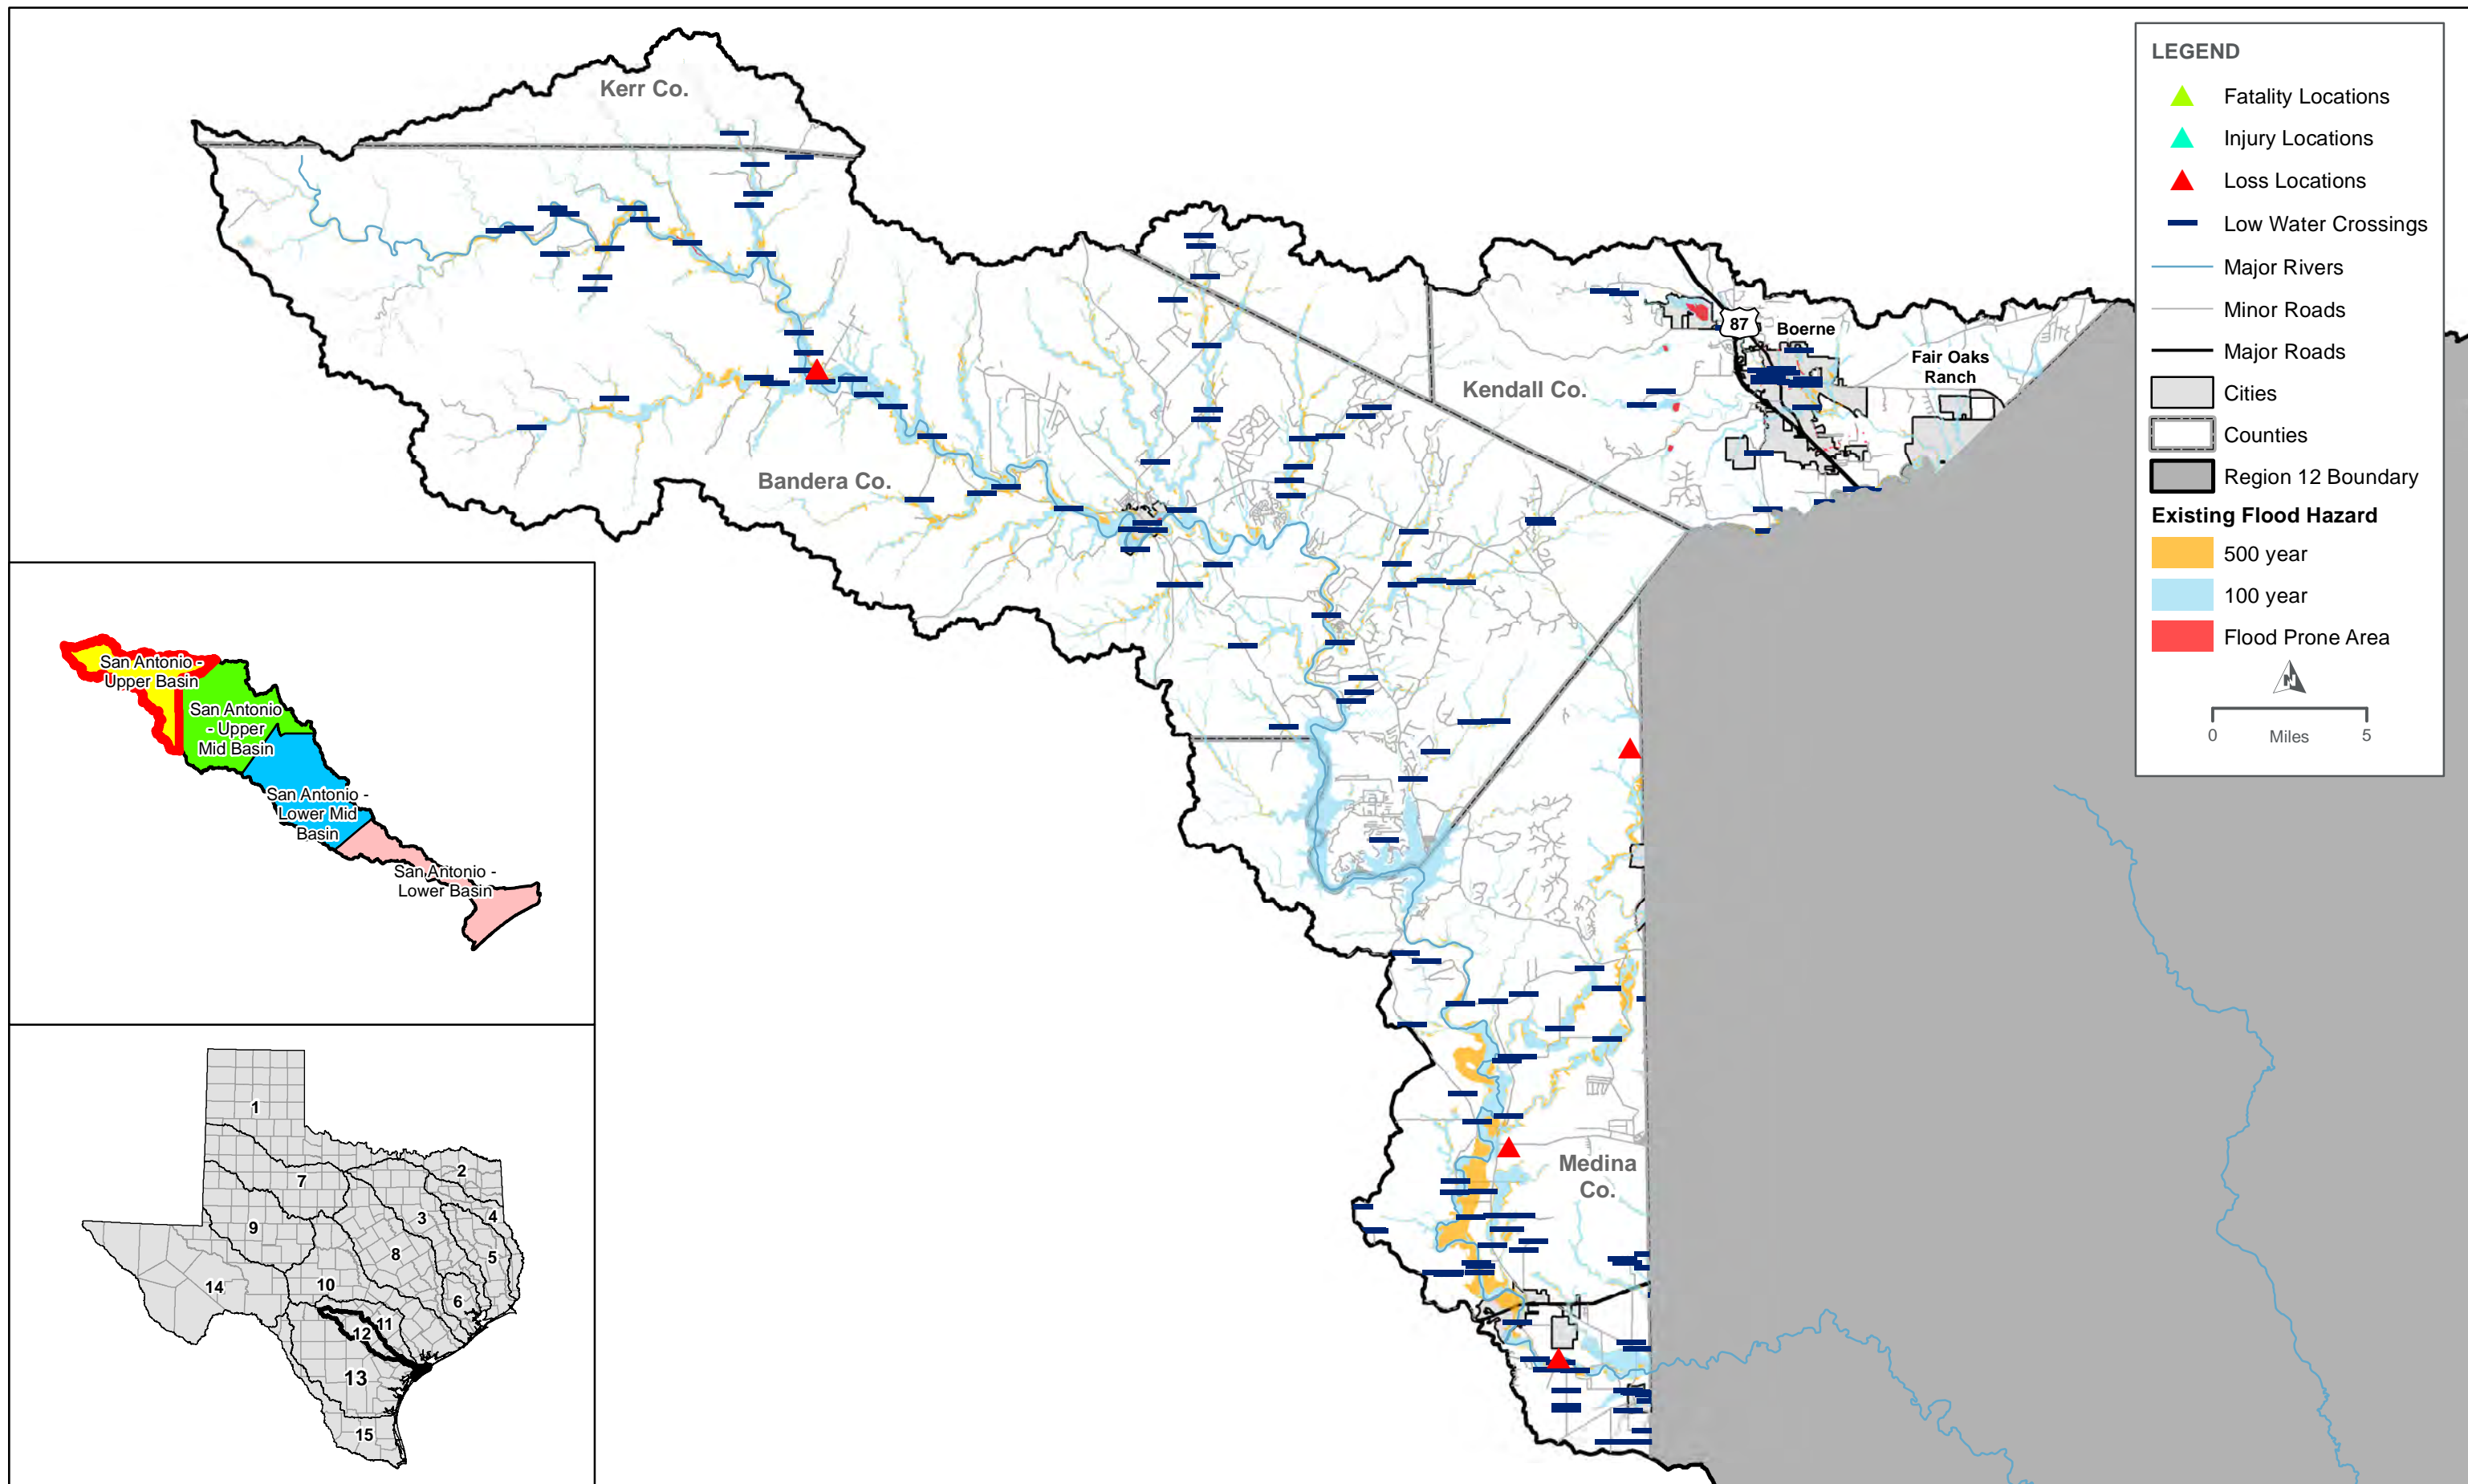 Kerr Co.
87
Boerne
Fair Oaks
Ranch
Kendall Co.
Bandera Co.
Medina
Co.
LEGEND
Fatality Locations
Injury Locations
Loss Locations
Low Water Crossings
Major Rivers
Minor Roads
Major Roads
Cities
Counties
Region 12 Boundary
Existing Flood Hazard
500 year
100 year
Flood Prone Area
N
0 Miles 5
San Antonio -
Upper Basin
San Antonio
- Upper
Mid Basin
San Antonio -
Lower Mid
Basin
San Antonio -
Lower Basin
1
2
7
3
4
9
8
5
14
10
6
11
12
13
15